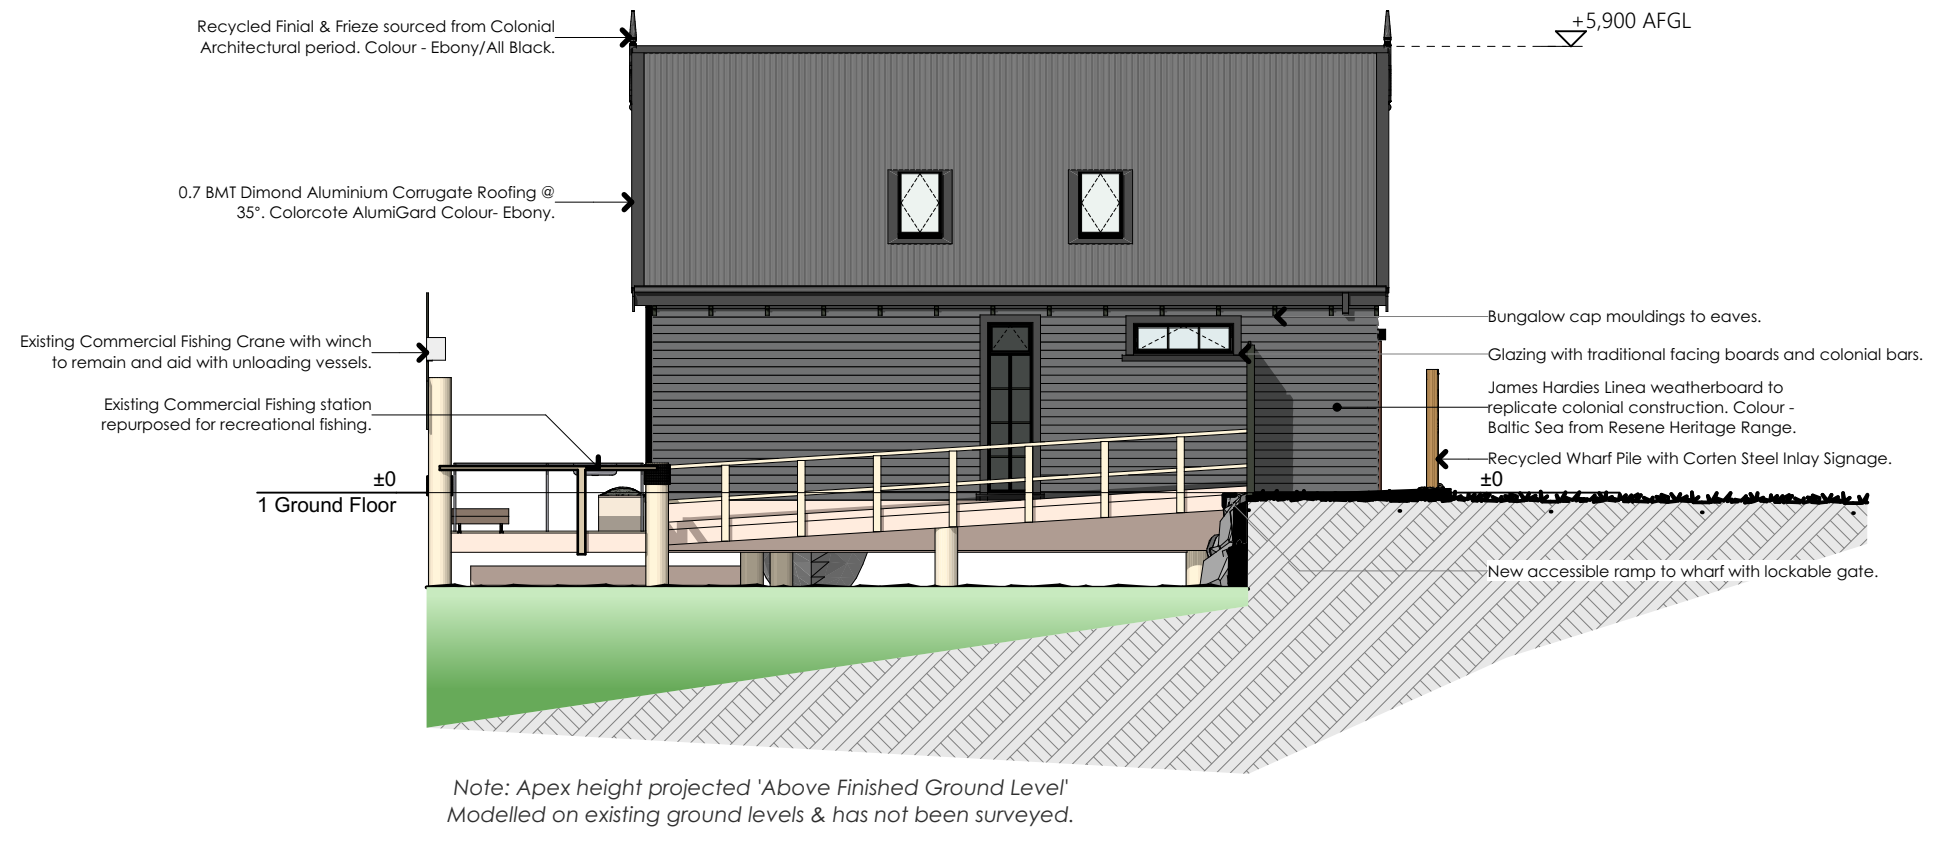 Recycled Finial & Frieze sourced from Colonial
Architectural period. Colour - Ebony/All Black.
+5,900 AFGL
0.7 BMT Dimond Aluminium Corrugate Roofing @
35°. Colorcote AlumiGard Colour- Ebony.
Existing Commercial Fishing Crane with winch
to remain and aid with unloading vessels.
Existing Commercial Fishing station
repurposed for recreational fishing.
±0
1 Ground Floor
Bungalow cap mouldings to eaves.
Glazing with traditional facing boards and colonial bars.
James Hardies Linea weatherboard to
replicate colonial construction. Colour -
Baltic Sea from Resene Heritage Range.
Recycled Wharf Pile with Corten Steel Inlay Signage.
±0
New accessible ramp to wharf with lockable gate.
Note: Apex height projected 'Above Finished Ground Level'
Modelled on existing ground levels & has not been surveyed.